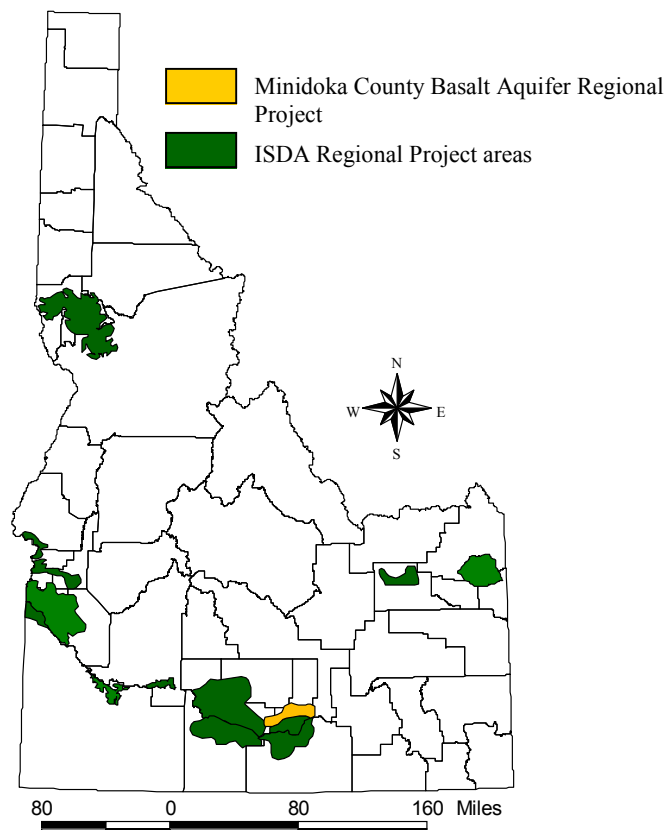 Minidoka County Basalt Aquifer Regional
Project
ISDA Regional Project areas
N
W E
S
80 0 80 160 Miles